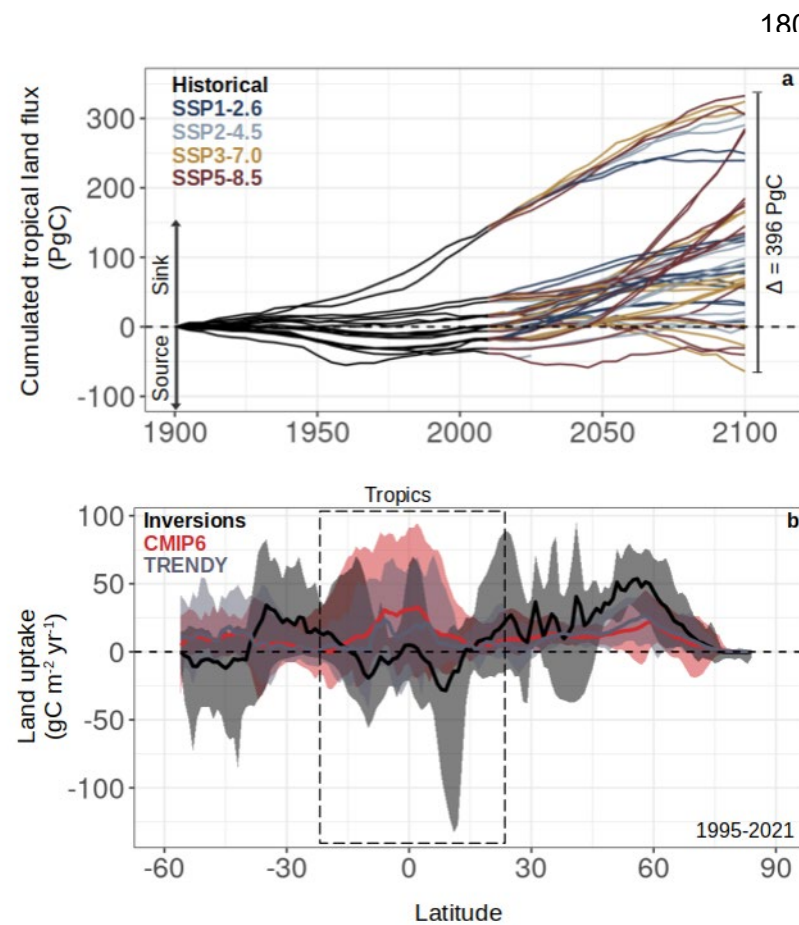 180
a
Historical
SSP1-2.6
SSP2-4.5
SSP3-7.0
SSP5-8.5
Cumulated tropical land flux
(PgC)
300
200
100
0
-100
Sink
Source
Δ = 396 PgC
1900 1950 2000 2050 2100
Tropics
b
Inversions
CMIP6
TRENDY
Land uptake
(gC m⁻² yr⁻¹)
100
50
0
-50
-100
1995-2021
-60 -30 0 30 60 90
Latitude